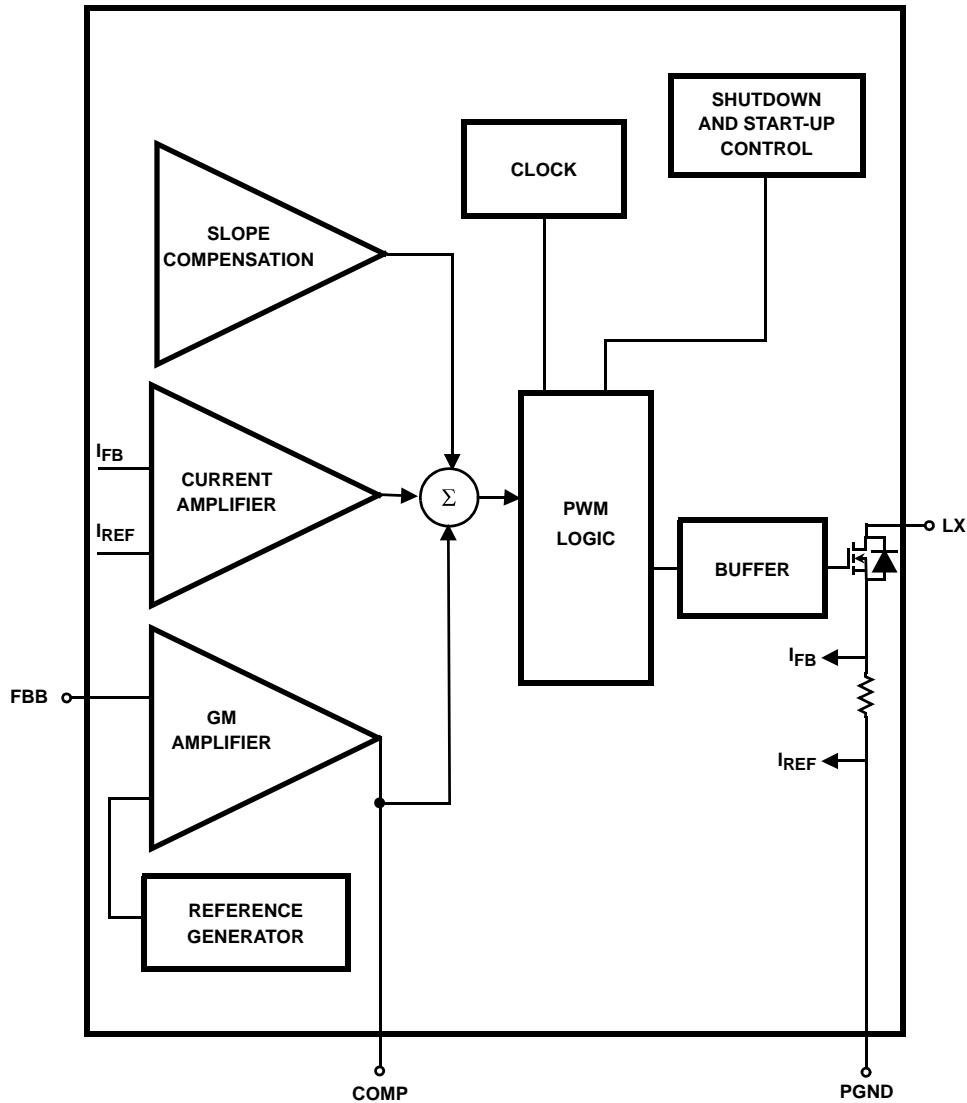 SHUTDOWN
AND START-UP
CONTROL
CLOCK
SLOPE
COMPENSATION
IFB
CURRENT
AMPLIFIER
IREF
Σ
PWM
LOGIC
LX
BUFFER
IFB
FBB
GM
AMPLIFIER
IREF
REFERENCE
GENERATOR
COMP
PGND